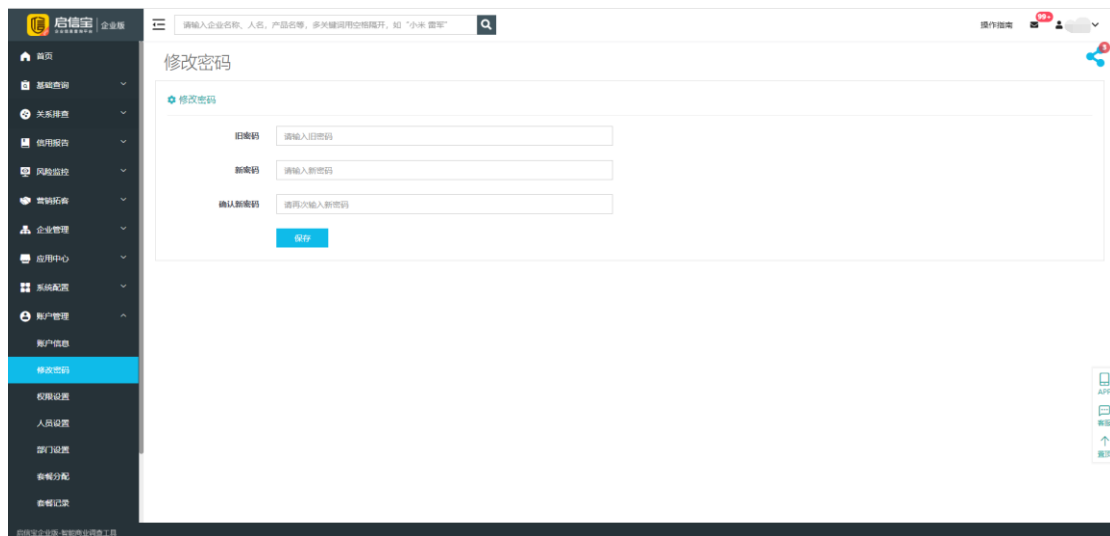 启信宝 企业版
请输入企业名称、人名、产品名等，多关键词用空格隔开，如“小米 雷军”
操作指南
99+
首页
基础查询
关系排查
信用报告
风险监控
营销拓客
企业管理
应用中心
系统配置
账户管理
账户信息
修改密码
权限设置
人员设置
部门设置
套餐分配
套餐记录
修改密码
修改密码
旧密码 请输入旧密码
新密码 请输入新密码
确认新密码 请再次输入新密码
保存
APP
客服
置顶
启信宝企业版-智能商业调查工具